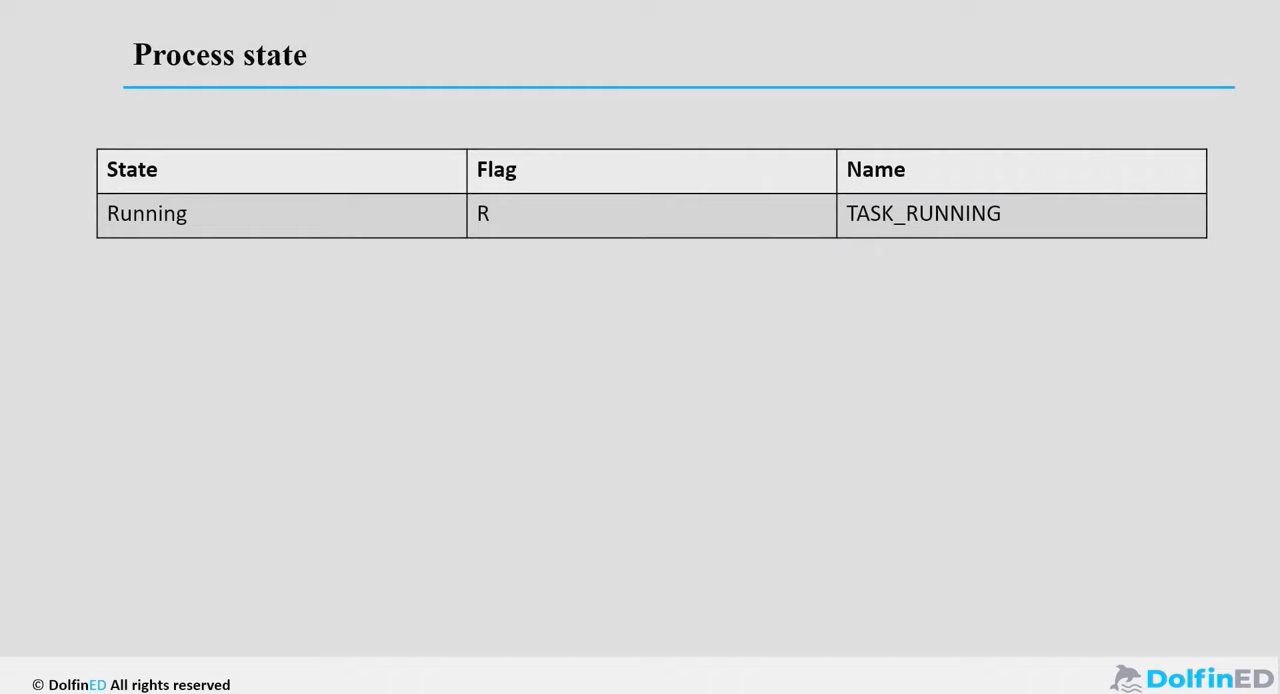 Process state
State Flag Name
Running R TASK_RUNNING
© DolfinED All rights reserved
DolfinED